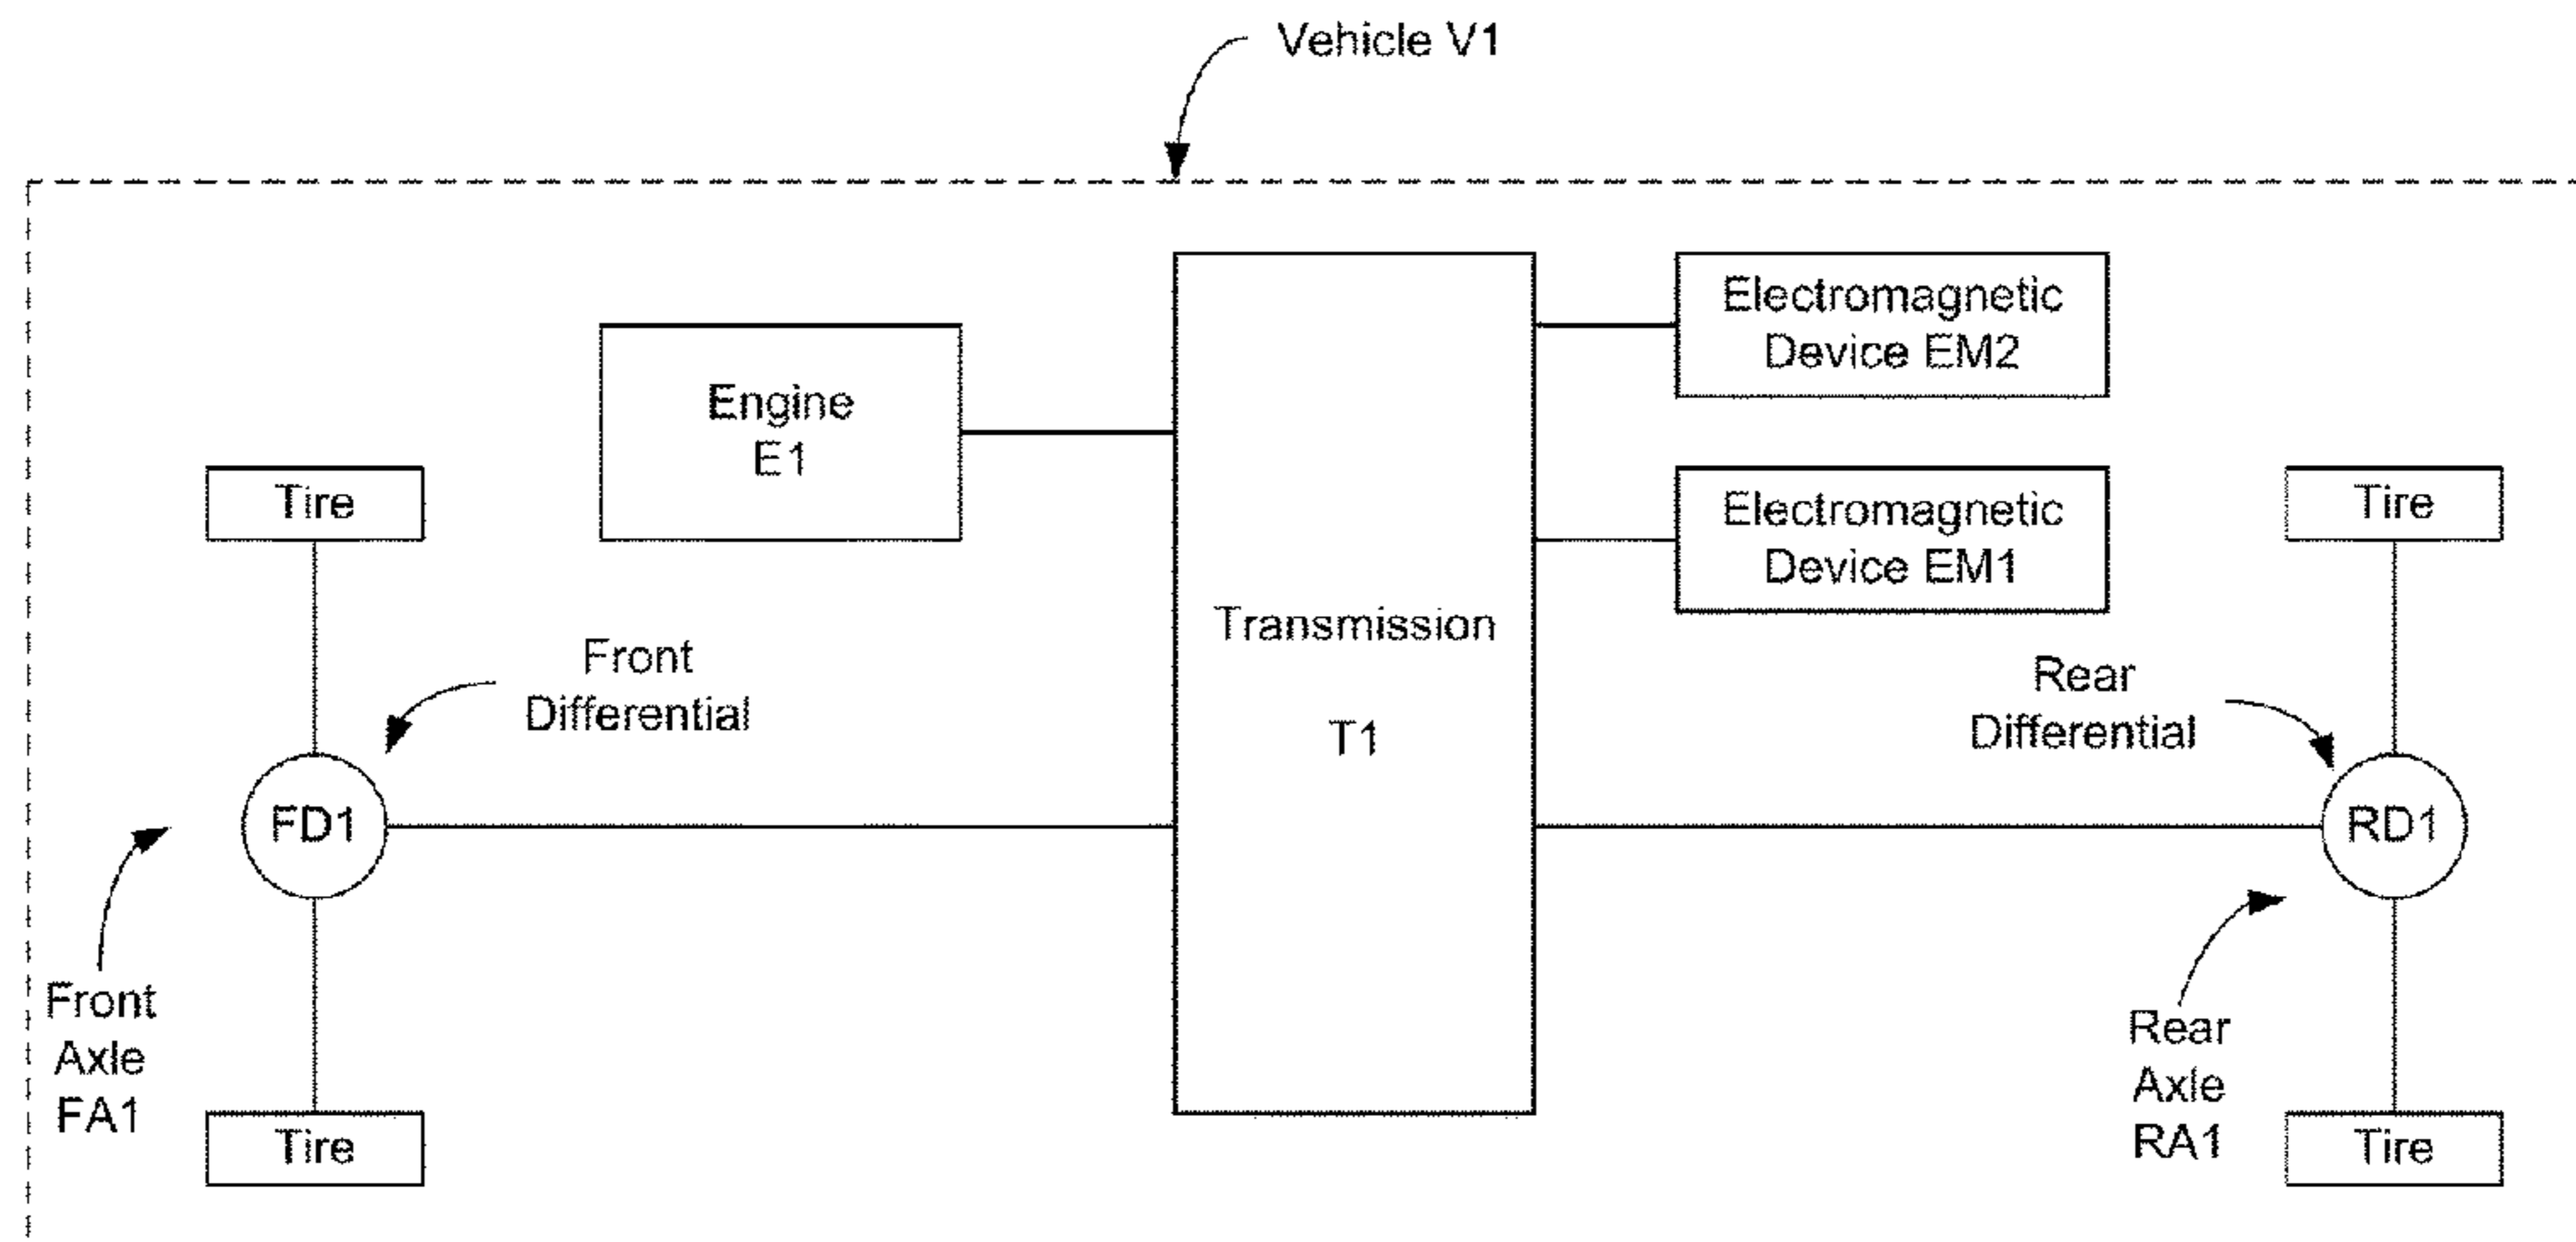 Vehicle V1
Electromagnetic
Device EM2
Engine
E1
Tire
Electromagnetic
Device EM1
Tire
Transmission
T1
Front
Differential
Rear
Differential
FD1
RD1
Front
Axle
FA1
Rear
Axle
RA1
Tire
Tire